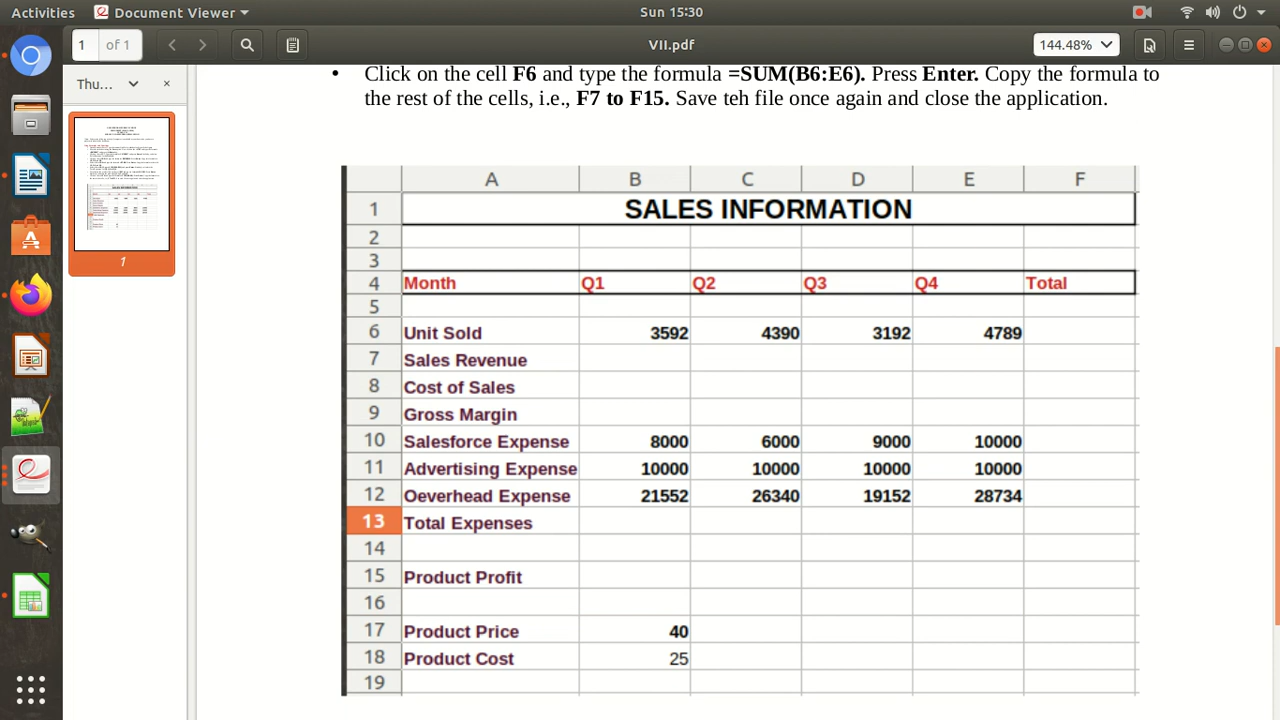 Activities Document Viewer Sun 15:30
1 of 1 VII.pdf 144.48%
Thu...
1
• Click on the cell F6 and type the formula =SUM(B6:E6). Press Enter. Copy the formula to
the rest of the cells, i.e., F7 to F15. Save teh file once again and close the application.
A B C D E F
1 SALES INFORMATION
2
3
4 Month Q1 Q2 Q3 Q4 Total
5
6 Unit Sold 3592 4390 3192 4789
7 Sales Revenue
8 Cost of Sales
9 Gross Margin
10 Salesforce Expense 8000 6000 9000 10000
11 Advertising Expense 10000 10000 10000 10000
12 Oeverhead Expense 21552 26340 19152 28734
13 Total Expenses
14
15 Product Profit
16
17 Product Price 40
18 Product Cost 25
19